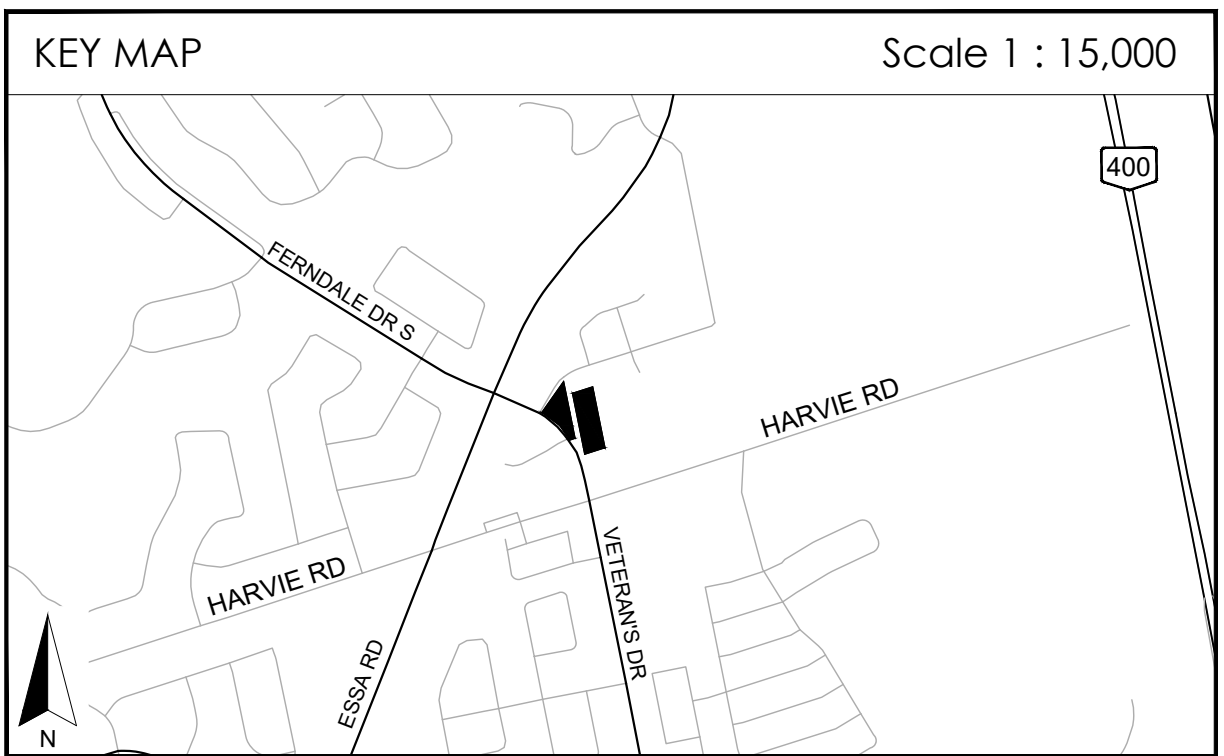 KEY MAP
Scale 1 : 15,000
400
FERNDALE DR S
HARVIE RD
HARVIE RD
VETERAN'S DR
ESSA RD
N